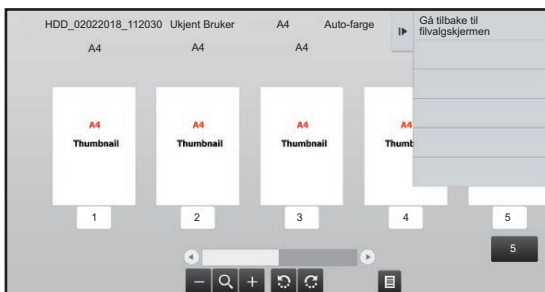 HDD_02022018_112030 Ukjent Bruker A4 Auto-farge
Gå tilbake til
filvalgskjermen
A4 A4 A4
A4 A4 A4 A4
Thumbnail Thumbnail Thumbnail Thumb
1 2 3 4 5
5